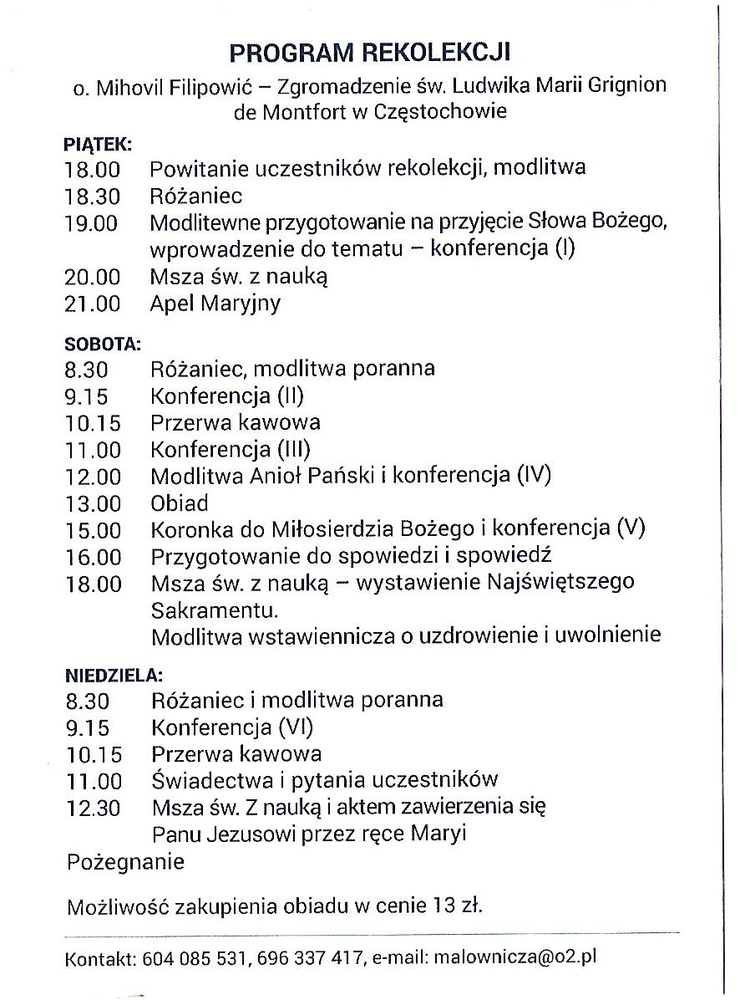 PROGRAM REKOLEKCJI
o. Mihovil Filipowić – Zgromadzenie św. Ludwika Marii Grignion
de Montfort w Częstochowie
PIĄTEK:
18.00 Powitanie uczestników rekolekcji, modlitwa
18.30 Różaniec
19.00 Modlitewne przygotowanie na przyjęcie Słowa Bożego,
wprowadzenie do tematu – konferencja (I)
20.00 Msza św. z nauką
21.00 Apel Maryjny
SOBOTA:
8.30 Różaniec, modlitwa poranna
9.15 Konferencja (II)
10.15 Przerwa kawowa
11.00 Konferencja (III)
12.00 Modlitwa Anioł Pański i konferencja (IV)
13.00 Obiad
15.00 Koronka do Miłosierdzia Bożego i konferencja (V)
16.00 Przygotowanie do spowiedzi i spowiedź
18.00 Msza św. z nauką – wystawienie Najświętszego
Sakramentu.
Modlitwa wstawiennicza o uzdrowienie i uwolnienie
NIEDZIELA:
8.30 Różaniec i modlitwa poranna
9.15 Konferencja (VI)
10.15 Przerwa kawowa
11.00 Świadectwa i pytania uczestników
12.30 Msza św. Z nauką i aktem zawierzenia się
Panu Jezusowi przez ręce Maryi
Pożegnanie
Możliwość zakupienia obiadu w cenie 13 zł.
Kontakt: 604 085 531, 696 337 417, e-mail: malownicza@o2.pl